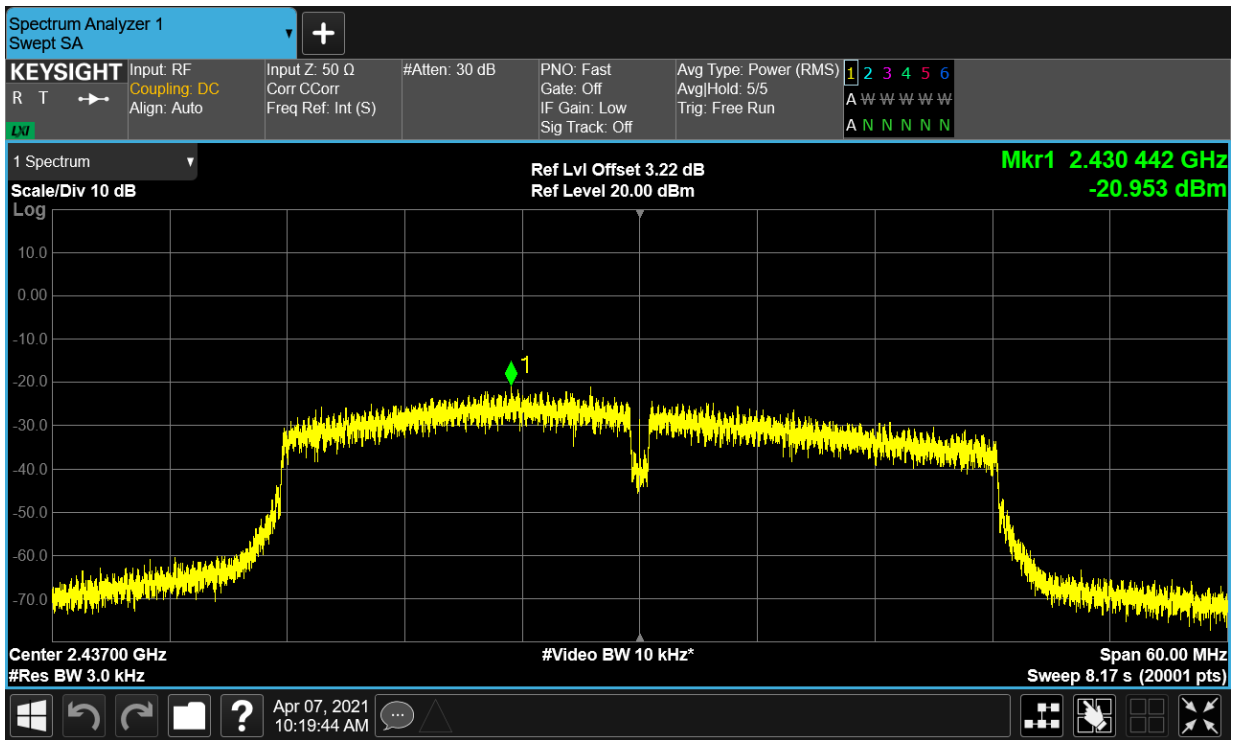 Spectrum Analyzer 1
Swept SA
▼
+
KEYSIGHT
R T
LXI
Input: RF
Coupling: DC
Align: Auto
Input Z: 50 Ω
Corr CCorr
Freq Ref: Int (S)
#Atten: 30 dB
PNO: Fast
Gate: Off
IF Gain: Low
Sig Track: Off
Avg Type: Power (RMS)
Avg|Hold: 5/5
Trig: Free Run
1 2 3 4 5 6
A W W W W W
A N N N N N
1 Spectrum
▼
Scale/Div 10 dB
Ref Lvl Offset 3.22 dB
Ref Level 20.00 dBm
Mkr1 2.430 442 GHz
-20.953 dBm
Log
10.0
0.00
-10.0
-20.0
-30.0
-40.0
-50.0
-60.0
-70.0
1
Center 2.43700 GHz
#Res BW 3.0 kHz
#Video BW 10 kHz*
Span 60.00 MHz
Sweep 8.17 s (20001 pts)
?
Apr 07, 2021
10:19:44 AM